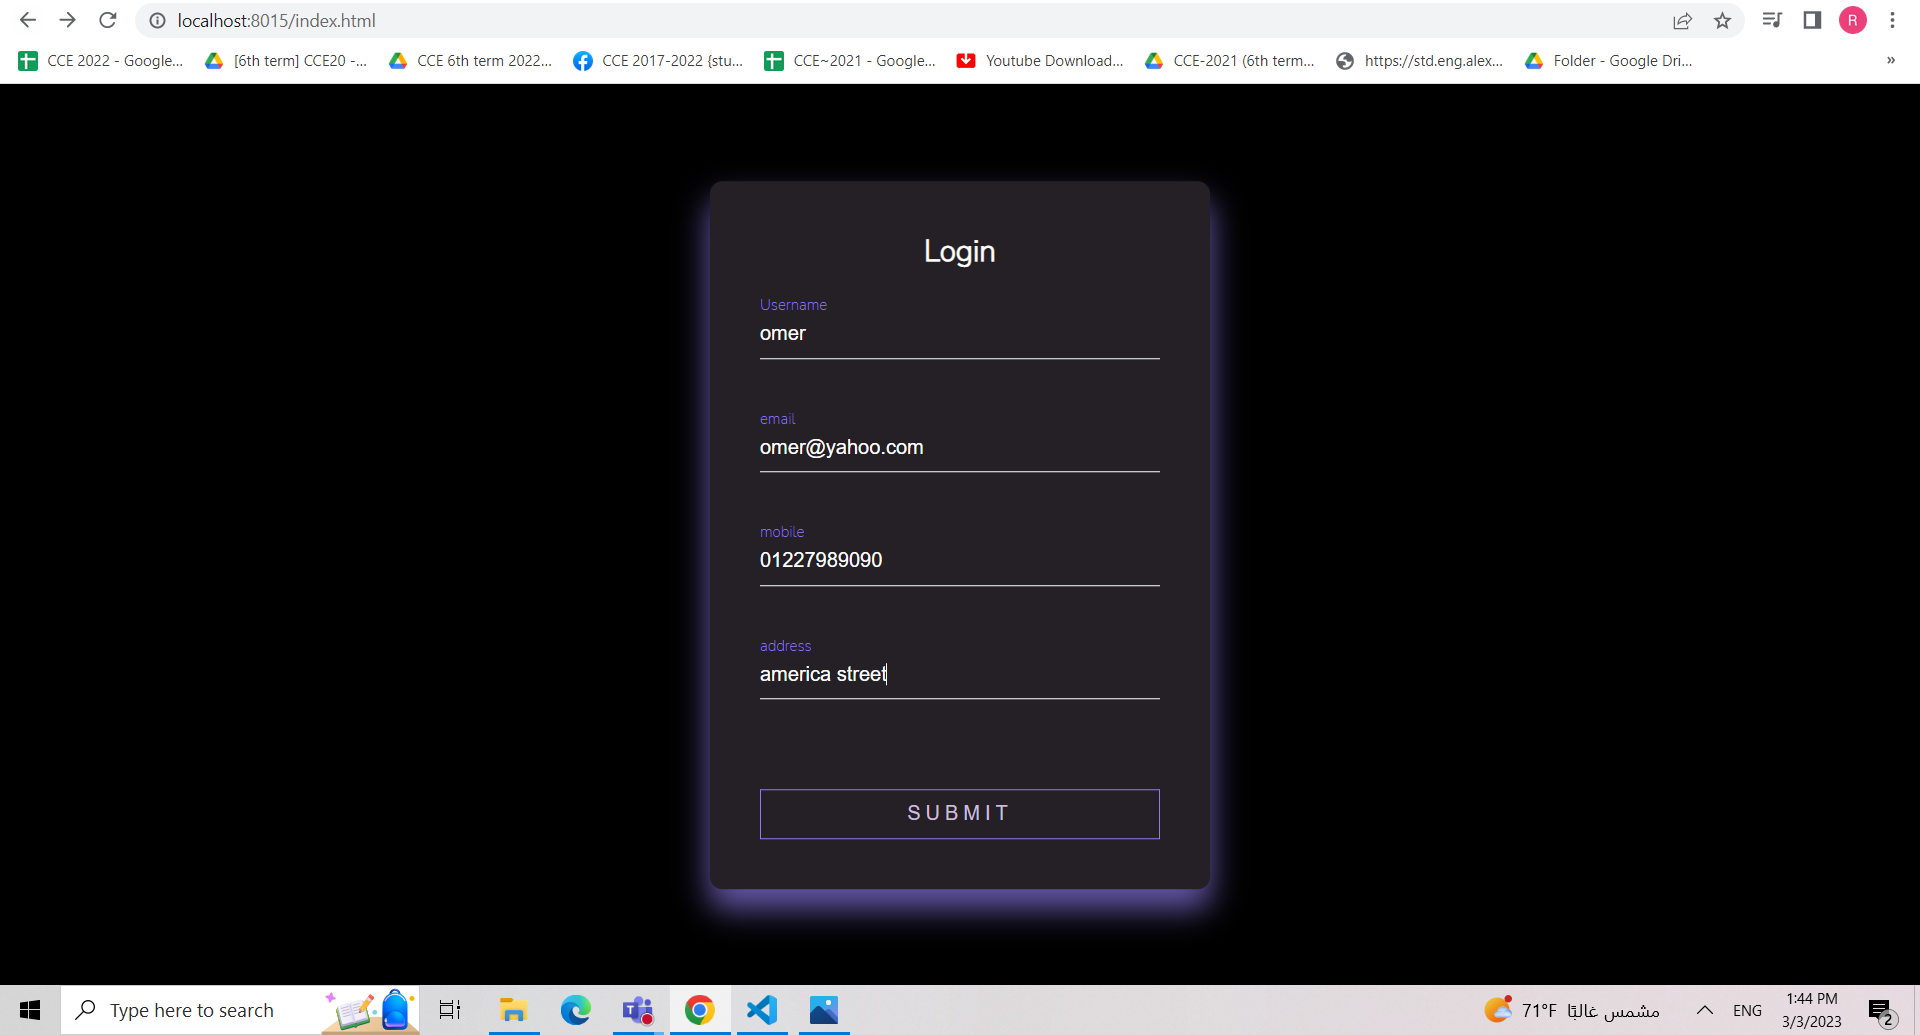 localhost:8015/index.html
R
CCE 2022 - Google...
[6th term] CCE20 -...
CCE 6th term 2022...
CCE 2017-2022 {stu...
CCE~2021 - Google...
Youtube Download...
CCE-2021 (6th term...
https://std.eng.alex...
Folder - Google Dri...
»
Login
Username
omer
email
omer@yahoo.com
mobile
01227989090
address
america street
SUBMIT
Type here to search
71°F مشمس غالبًا
ENG
1:44 PM
3/3/2023
2